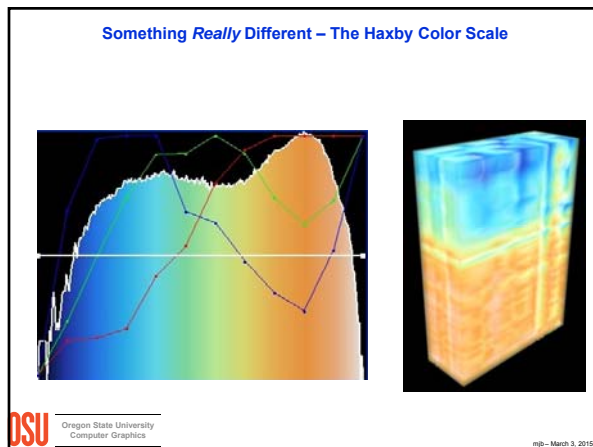 Something Really Different – The Haxby Color Scale
OSU
Oregon State University
Computer Graphics
mjb – March 3, 2015